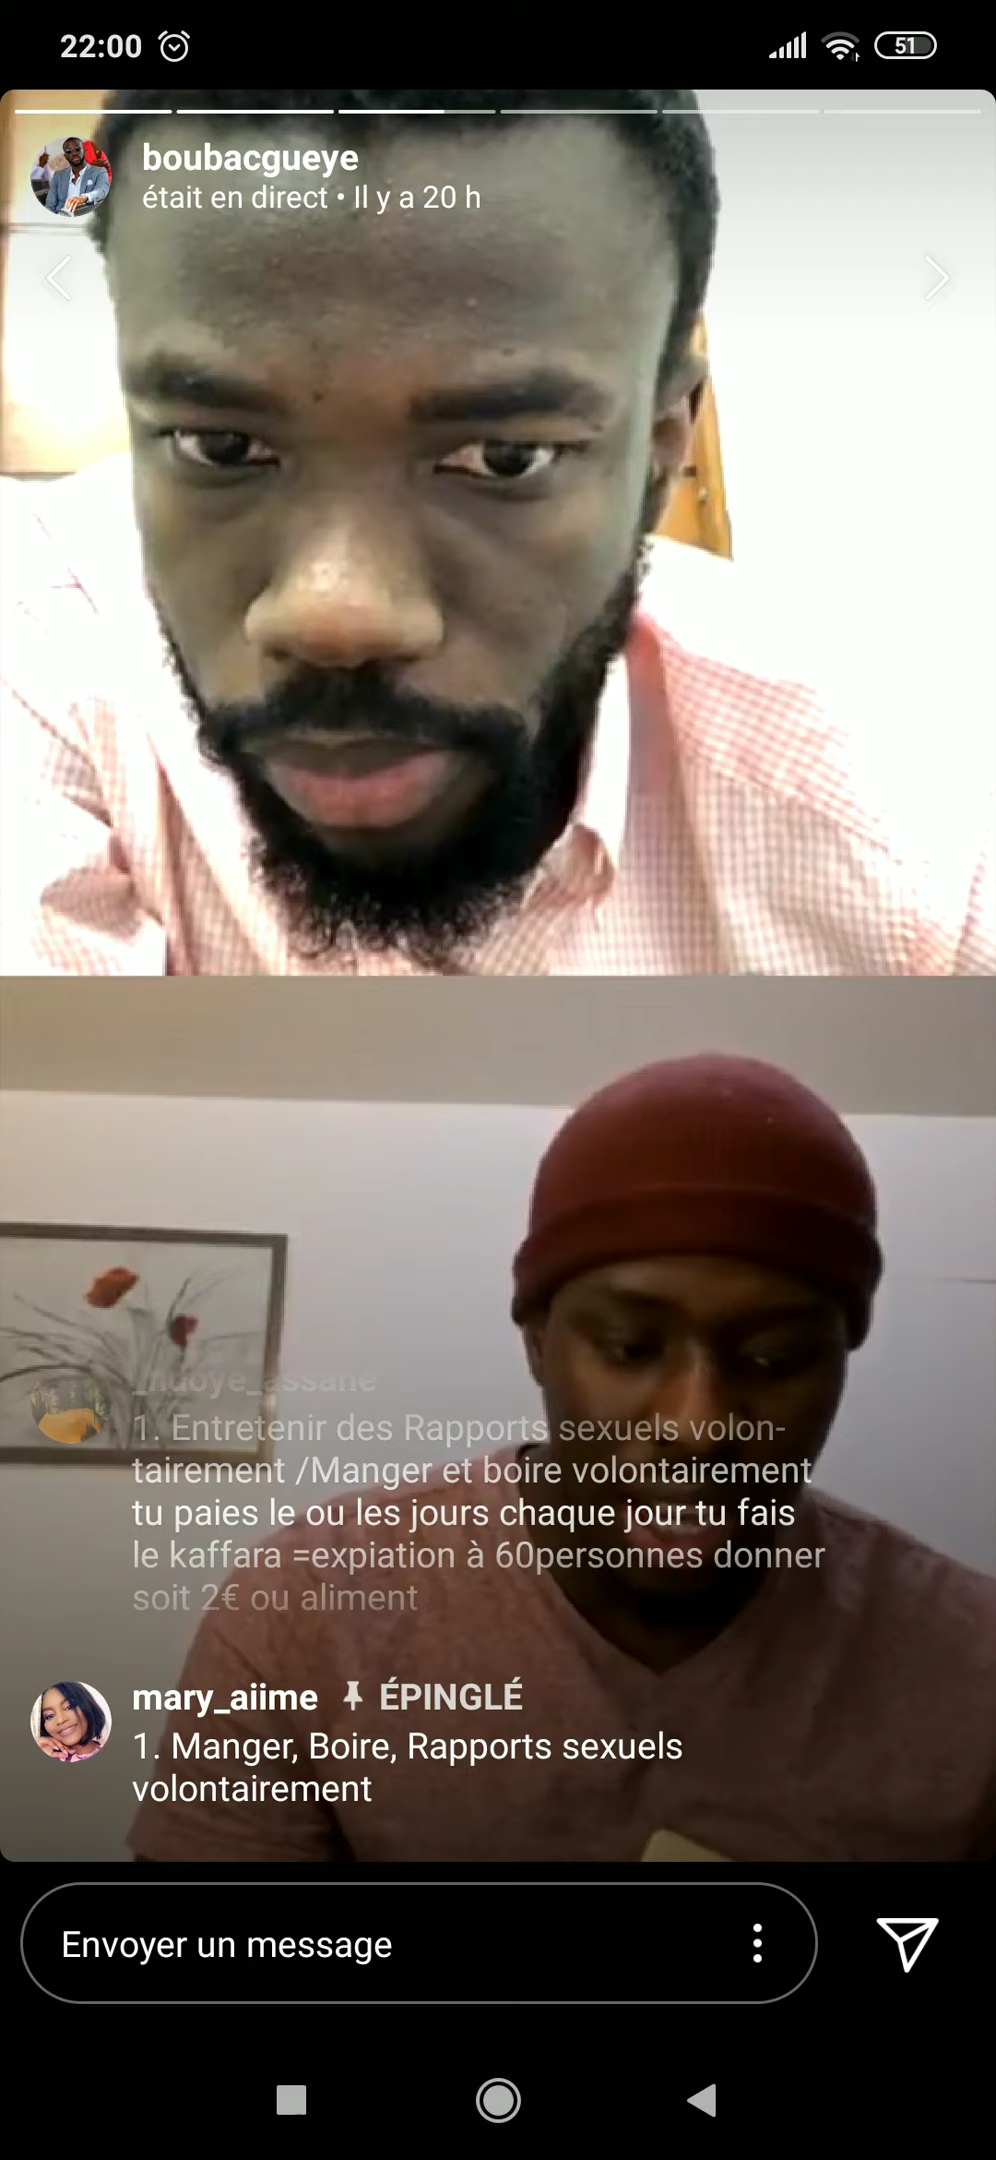 22:00
51
boubacgueye
était en direct • Il y a 20 h
_ndoye_assane
1. Entretenir des Rapports sexuels volon-
tairement /Manger et boire volontairement
tu paies le ou les jours chaque jour tu fais
le kaffara =expiation à 60personnes donner
soit 2€ ou aliment
mary_aiime ÉPINGLÉ
1. Manger, Boire, Rapports sexuels
volontairement
Envoyer un message